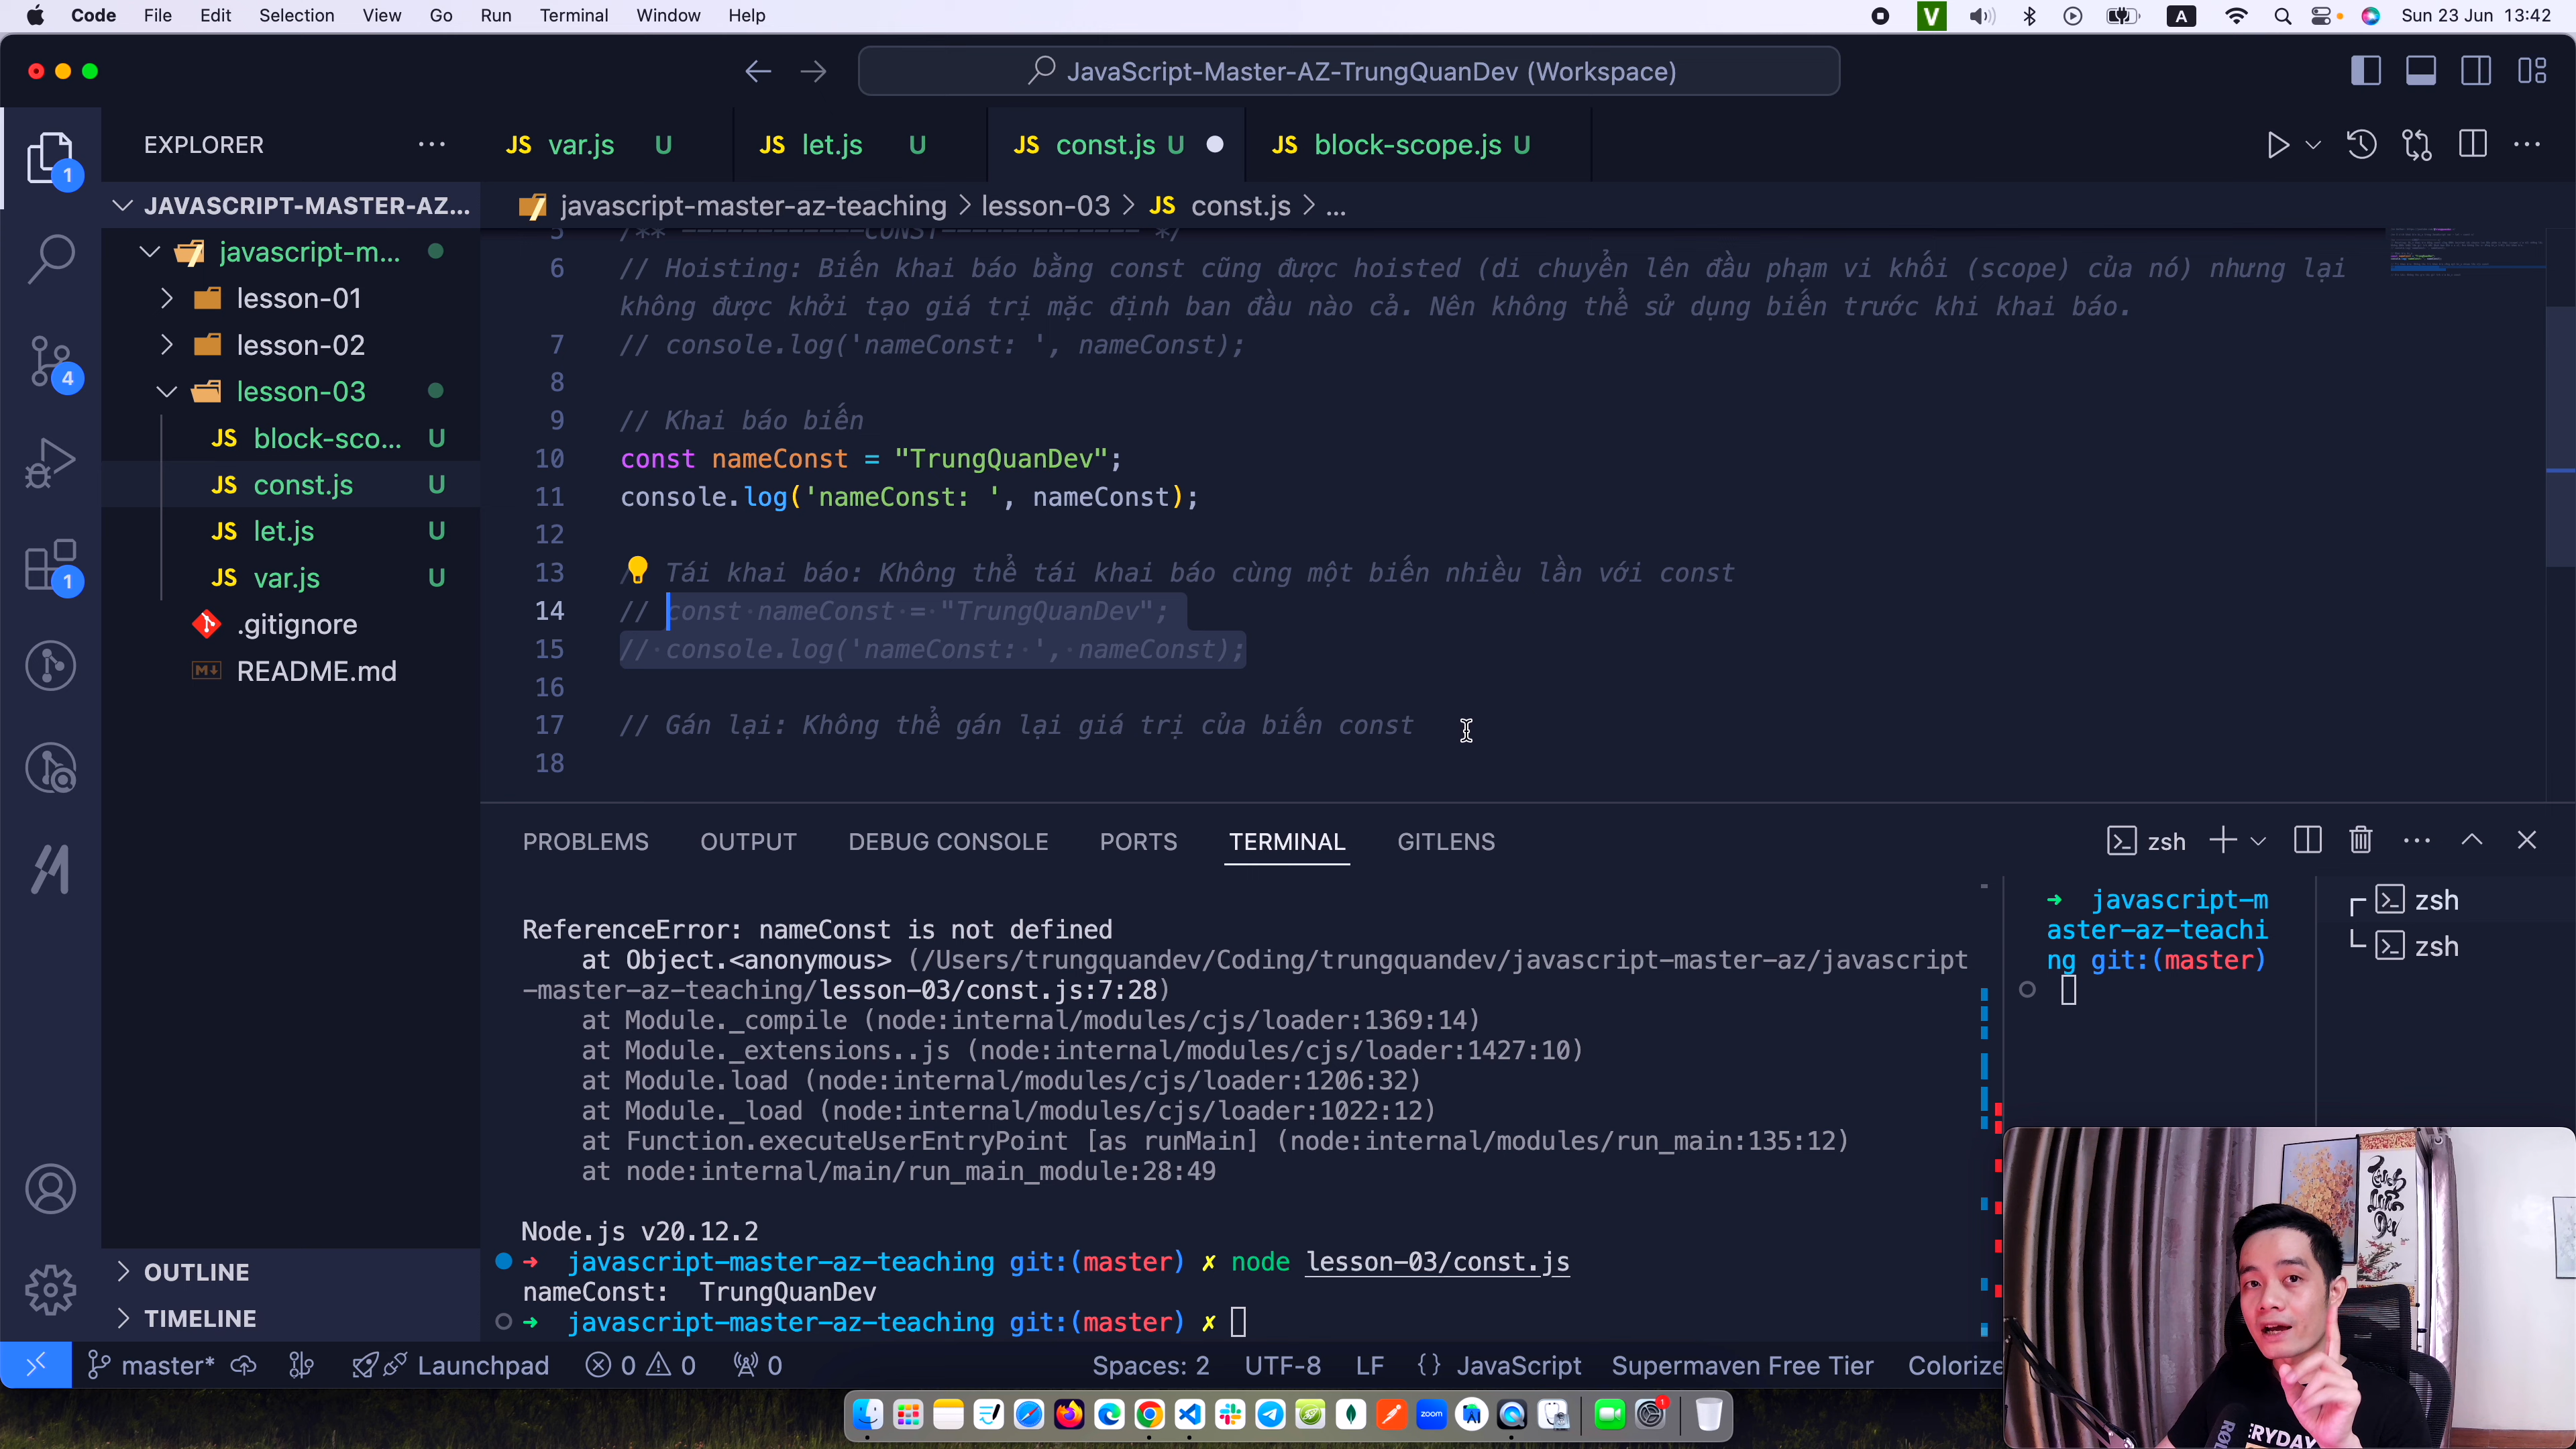 Code File Edit Selection View Go Run Terminal Window Help
V A Sun 23 Jun 13:42
JavaScript-Master-AZ-TrungQuanDev (Workspace)
EXPLORER
JS var.js U JS let.js U JS const.js U JS block-scope.js U
JAVASCRIPT-MASTER-AZ...
javascript-master-az-teaching > lesson-03 > JS const.js > ...
javascript-m...
lesson-01
lesson-02
lesson-03
JS block-sco... U
JS const.js U
JS let.js U
JS var.js U
.gitignore
README.md
OUTLINE
TIMELINE
1
4
1
5 /** ------------CONST------------- */
6 // Hoisting: Biến khai báo bằng const cũng được hoisted (di chuyển lên đầu phạm vi khối (scope) của nó) nhưng lại
không được khởi tạo giá trị mặc định ban đầu nào cả. Nên không thể sử dụng biến trước khi khai báo.
7 // console.log('nameConst: ', nameConst);
8
9 // Khai báo biến
10 const nameConst = "TrungQuanDev";
11 console.log('nameConst: ', nameConst);
12
13 / Tái khai báo: Không thể tái khai báo cùng một biến nhiều lần với const
14 // const nameConst = "TrungQuanDev";
15 // console.log('nameConst: ', nameConst);
16
17 // Gán lại: Không thể gán lại giá trị của biến const
18
PROBLEMS OUTPUT DEBUG CONSOLE PORTS TERMINAL GITLENS
zsh
ReferenceError: nameConst is not defined
at Object.<anonymous> (/Users/trungquandev/Coding/trungquandev/javascript-master-az/javascript
-master-az-teaching/lesson-03/const.js:7:28)
at Module._compile (node:internal/modules/cjs/loader:1369:14)
at Module._extensions..js (node:internal/modules/cjs/loader:1427:10)
at Module.load (node:internal/modules/cjs/loader:1206:32)
at Module._load (node:internal/modules/cjs/loader:1022:12)
at Function.executeUserEntryPoint [as runMain] (node:internal/modules/run_main:135:12)
at node:internal/main/run_main_module:28:49
Node.js v20.12.2
➜ javascript-master-az-teaching git:(master) ✗ node lesson-03/const.js
nameConst: TrungQuanDev
➜ javascript-master-az-teaching git:(master) ✗
➜ javascript-m
aster-az-teachi
ng git:(master)
zsh
zsh
master* Launchpad 0 0 0 Spaces: 2 UTF-8 LF {} JavaScript Supermaven Free Tier Colorize
zoom
1